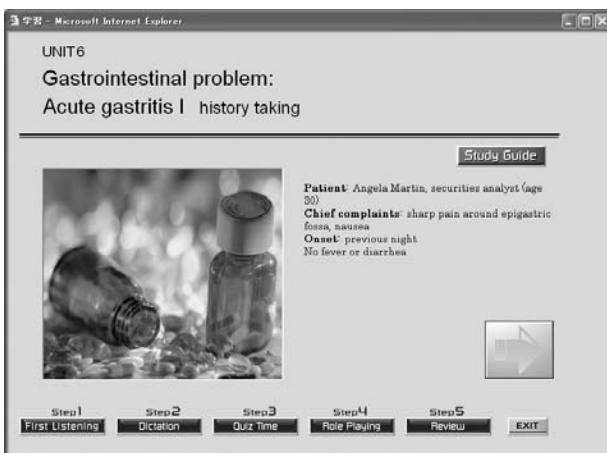 学習 - Microsoft Internet Explorer
UNIT6
Gastrointestinal problem:
Acute gastritis I history taking
Study Guide
Patient: Angela Martin, securities analyst (age
30)
Chief complaints: sharp pain around epigastric
fossa, nausea
Onset: previous night
No fever or diarrhea
Step1 Step2 Step3 Step4 Step5
First Listening Dictation Quiz Time Role Playing Review EXIT